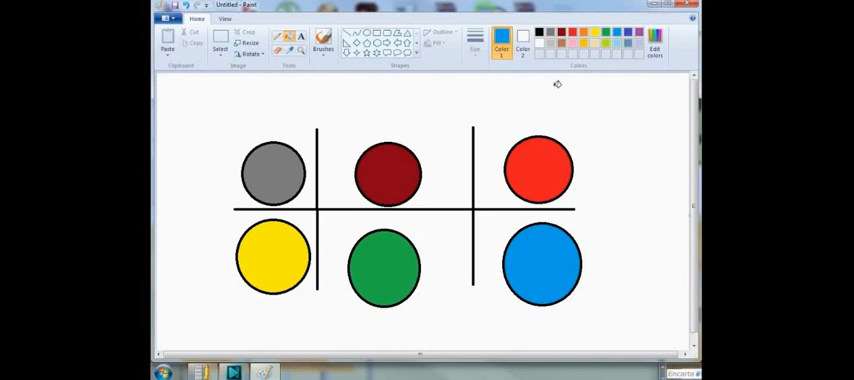 Untitled - Paint
Home
View
Paste
Cut
Copy
Clipboard
Select
Crop
Resize
Rotate
Image
Tools
Brushes
Shapes
Outline
Fill
Size
Color
1
Color
2
Colors
Edit
colors
Encarta